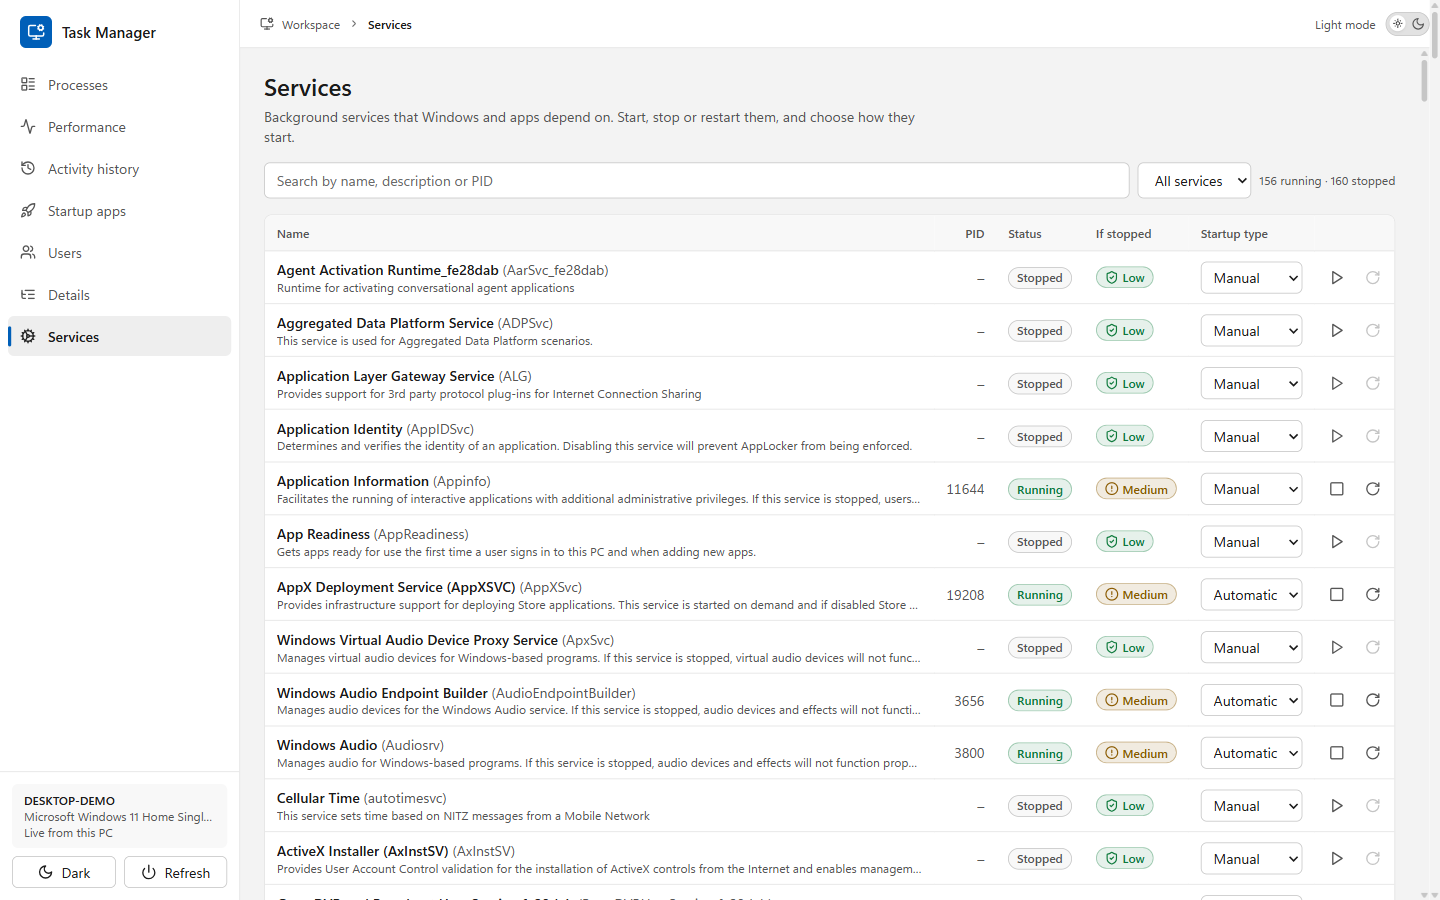 Task Manager
Processes
Performance
Activity history
Startup apps
Users
Details
Services
DESKTOP-DEMO
Microsoft Windows 11 Home Singl...
Live from this PC
Dark
Refresh
Workspace
Services
Light mode
Services
Background services that Windows and apps depend on. Start, stop or restart them, and choose how they
start.
Search by name, description or PID
All services
156 running · 160 stopped
Name PID Status If stopped Startup type
Agent Activation Runtime_fe28dab (AarSvc_fe28dab)
Runtime for activating conversational agent applications
– Stopped Low Manual
Aggregated Data Platform Service (ADPSvc)
This service is used for Aggregated Data Platform scenarios.
– Stopped Low Manual
Application Layer Gateway Service (ALG)
Provides support for 3rd party protocol plug-ins for Internet Connection Sharing
– Stopped Low Manual
Application Identity (AppIDSvc)
Determines and verifies the identity of an application. Disabling this service will prevent AppLocker from being enforced.
– Stopped Low Manual
Application Information (Appinfo)
Facilitates the running of interactive applications with additional administrative privileges. If this service is stopped, users...
11644 Running Medium Manual
App Readiness (AppReadiness)
Gets apps ready for use the first time a user signs in to this PC and when adding new apps.
– Stopped Low Manual
AppX Deployment Service (AppXSVC) (AppXSvc)
Provides infrastructure support for deploying Store applications. This service is started on demand and if disabled Store ...
19208 Running Medium Automatic
Windows Virtual Audio Device Proxy Service (ApxSvc)
Manages virtual audio devices for Windows-based programs. If this service is stopped, virtual audio devices will not func...
– Stopped Low Manual
Windows Audio Endpoint Builder (AudioEndpointBuilder)
Manages audio devices for the Windows Audio service. If this service is stopped, audio devices and effects will not functi...
3656 Running Medium Automatic
Windows Audio (Audiosrv)
Manages audio for Windows-based programs. If this service is stopped, audio devices and effects will not function prop...
3800 Running Medium Automatic
Cellular Time (autotimesvc)
This service sets time based on NITZ messages from a Mobile Network
– Stopped Low Manual
ActiveX Installer (AxInstSV) (AxInstSV)
Provides User Account Control validation for the installation of ActiveX controls from the Internet and enables managem...
– Stopped Low Manual